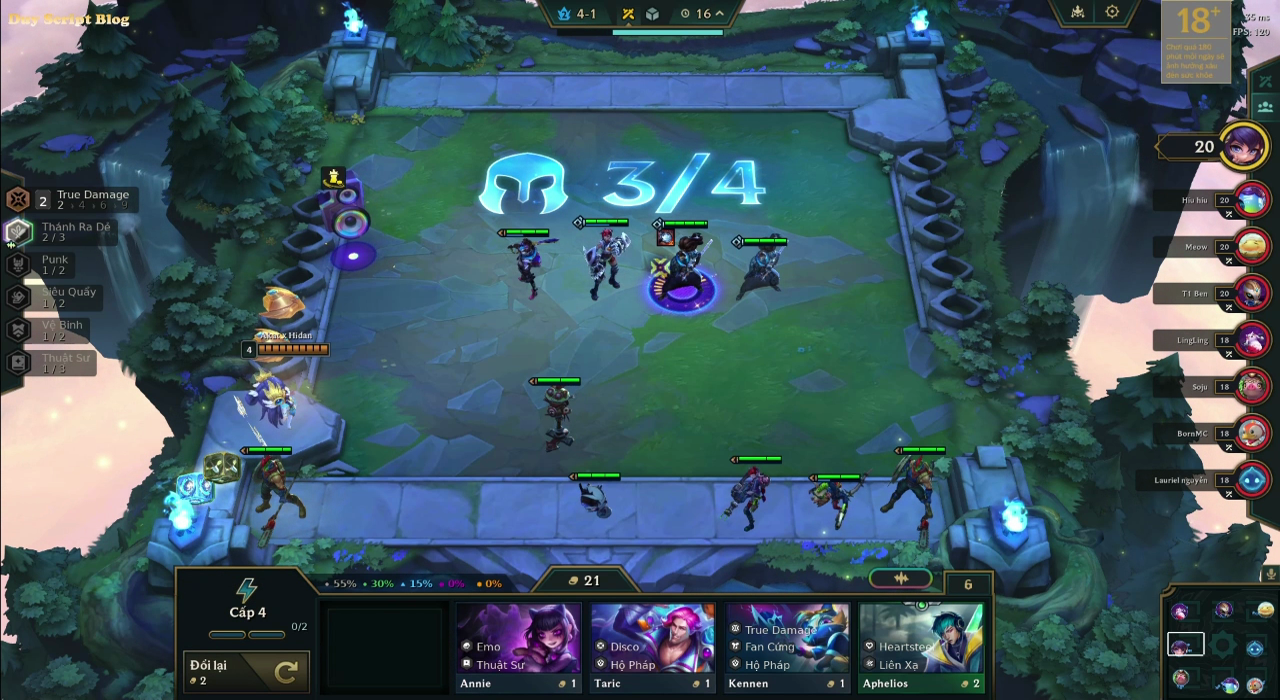 Duy Script Blog
4-1
16
18+
Chơi quá 180
phút mỗi ngày sẽ
ảnh hưởng xấu
đến sức khỏe
35 ms
FPS: 120
3/4
20
Hiu hiu 20
Meow 20
T1 Ben 20
LingLing 18
Soju 18
BornMC 18
Lauriel nguyễn 18
2 True Damage
2 › 4 › 6 › 9
Thánh Ra Dẻ
2 / 3
Punk
1 / 2
Siêu Quẩy
1 / 2
Vệ Binh
1 / 2
Thuật Sư
1 / 3
Hidan
4
55% 30% 15% 0% 0%
21
6
Cấp 4
0/2
Đổi lại
2
Emo
Thuật Sư
Annie 1
Disco
Hộ Pháp
Taric 1
True Damage
Fan Cứng
Hộ Pháp
Kennen 1
Heartsteel
Liên Xạ
Aphelios 2